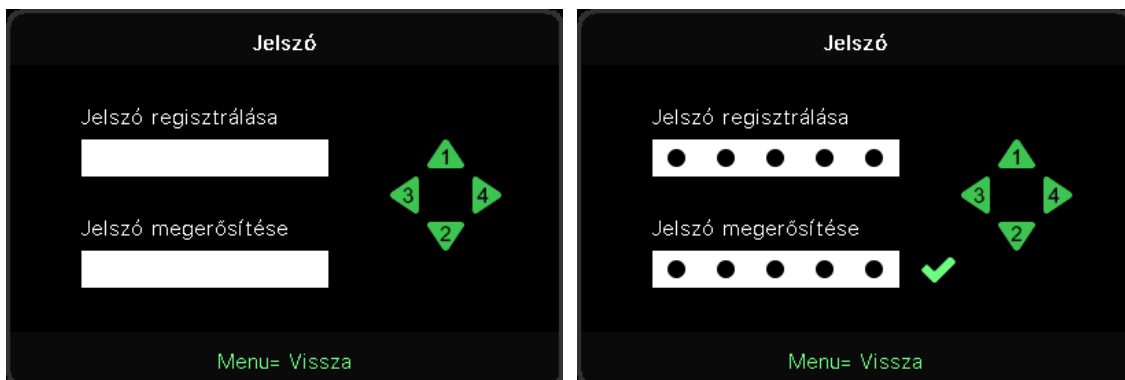 Jelszó
Jelszó regisztrálása
1
3 4
Jelszó megerősítése
2
Menu= Vissza
Jelszó
Jelszó regisztrálása
1
3 4
Jelszó megerősítése
2
Menu= Vissza